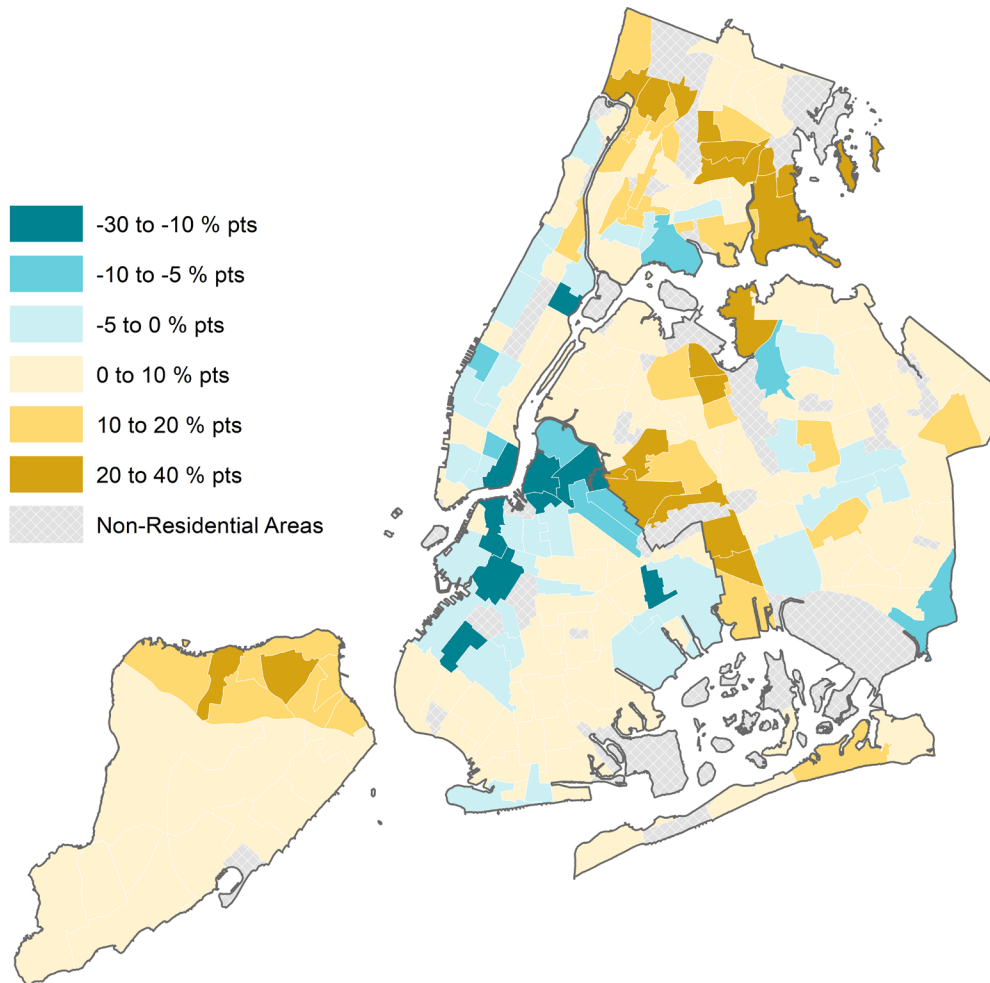 -30 to -10 % pts
-10 to -5 % pts
-5 to 0 % pts
0 to 10 % pts
10 to 20 % pts
20 to 40 % pts
Non-Residential Areas